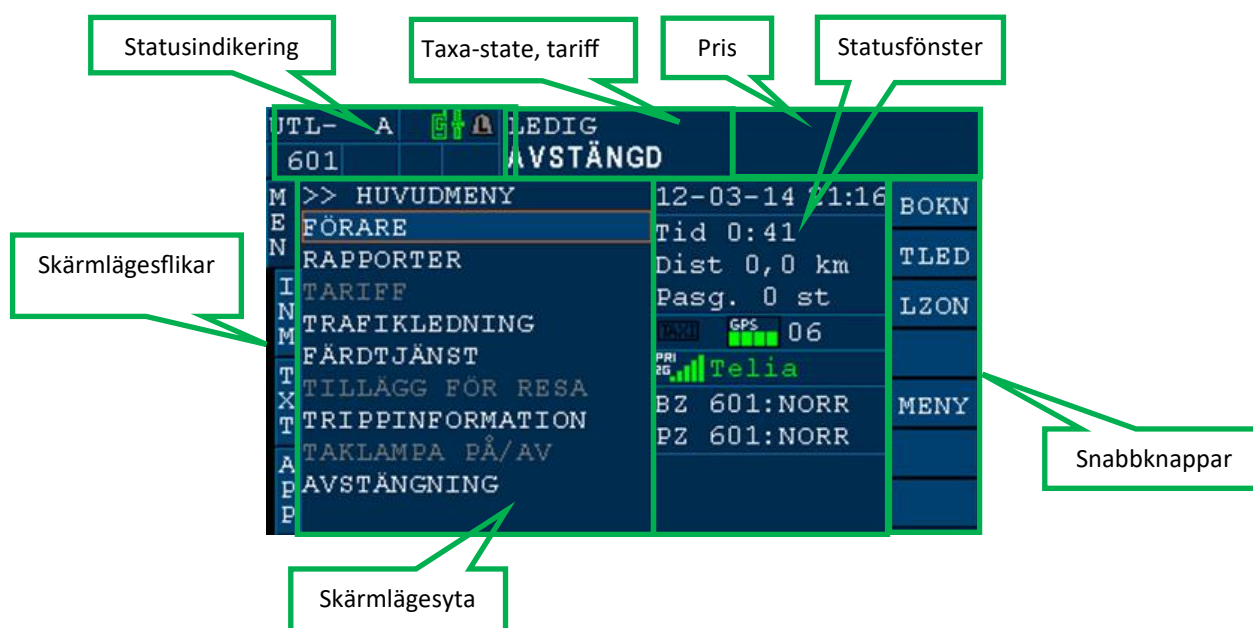 Statusindikering
Taxa-state, tariff
Pris
Statusfönster
UTL- A
601
LEDIG
AVSTÄNGD
Skärmlägesflikar
MEN
INM
TXT
APP
>> HUVUDMENY
FÖRARE
RAPPORTER
TARIFF
TRAFIKLEDNING
FÄRDTJÄNST
TILLÄGG FÖR RESA
TRIPPINFORMATION
TAKLAMPA PÅ/AV
AVSTÄNGNING
12-03-14 21:16
Tid 0:41
Dist 0,0 km
Pasg. 0 st
TAXI GPS 06
PRI 2G Telia
BZ 601:NORR
PZ 601:NORR
BOKN
TLED
LZON
MENY
Snabbknappar
Skärmlägesyta